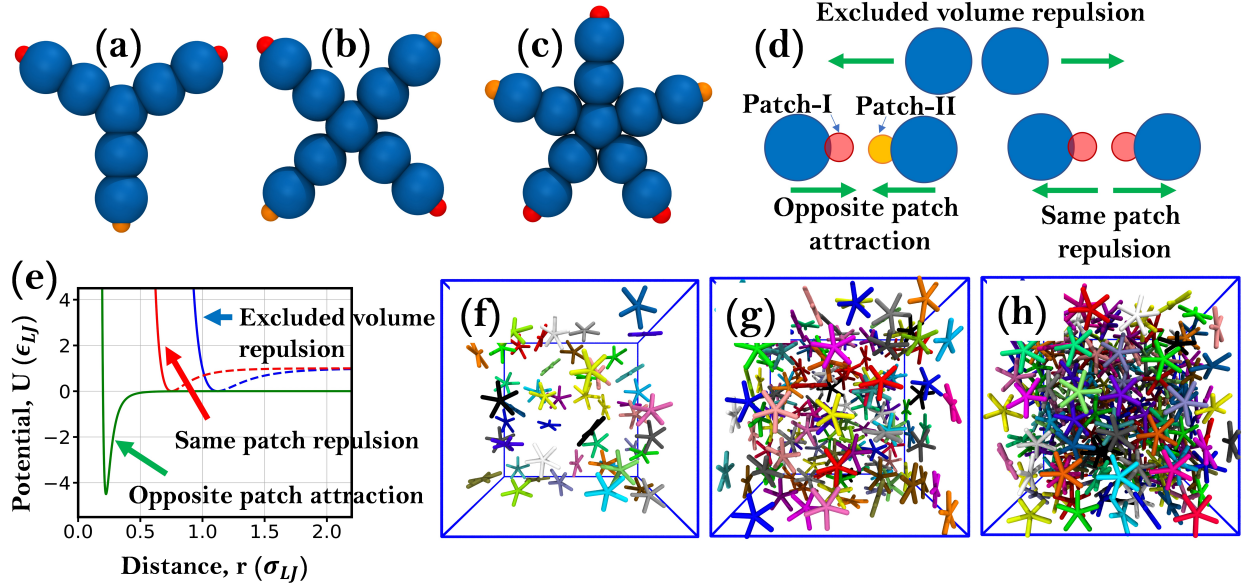 (a)
(b)
(c)
(d)
Excluded volume repulsion
Patch-I
Patch-II
Opposite patch
attraction
Same patch
repulsion
(e)
Potential, U (ϵ_LJ)
4
2
0
−2
−4
Excluded volume
repulsion
Same patch repulsion
Opposite patch attraction
0.0 0.5 1.0 1.5 2.0
Distance, r (σ_LJ)
(f)
(g)
(h)